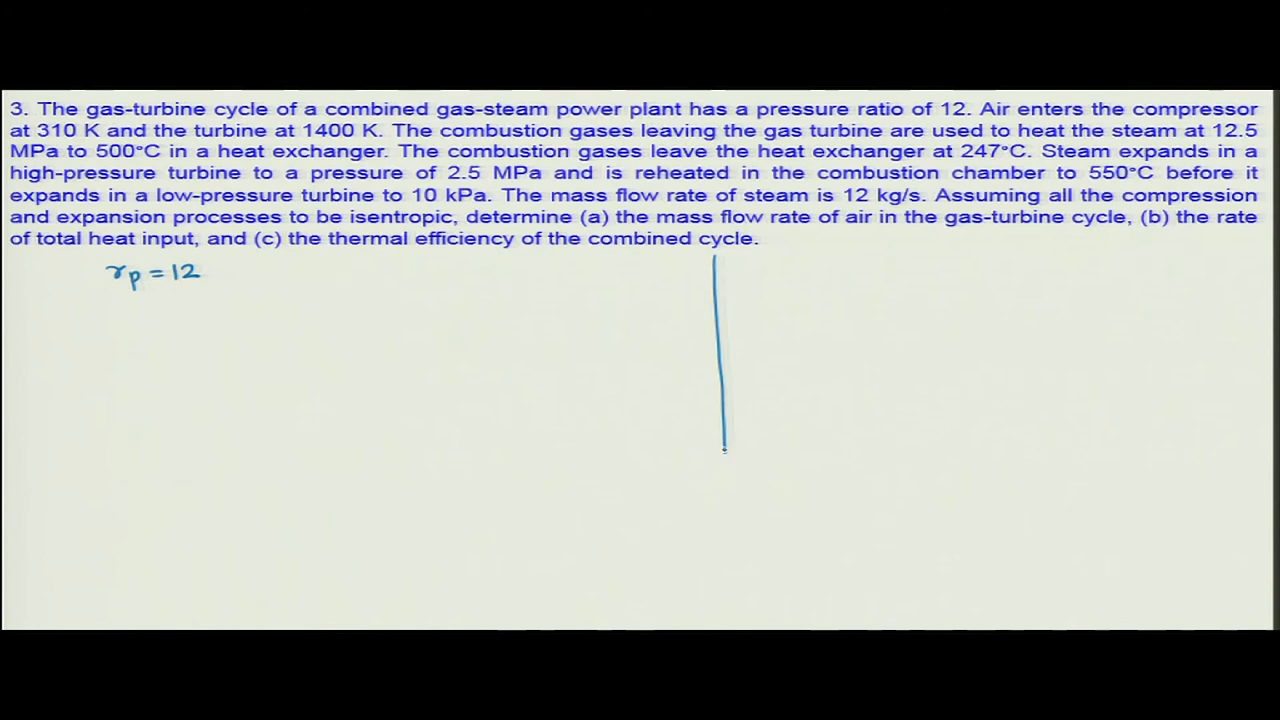 3. The gas-turbine cycle of a combined gas-steam power plant has a pressure ratio of 12. Air enters the compressor
at 310 K and the turbine at 1400 K. The combustion gases leaving the gas turbine are used to heat the steam at 12.5
MPa to 500°C in a heat exchanger. The combustion gases leave the heat exchanger at 247°C. Steam expands in a
high-pressure turbine to a pressure of 2.5 MPa and is reheated in the combustion chamber to 550°C before it
expands in a low-pressure turbine to 10 kPa. The mass flow rate of steam is 12 kg/s. Assuming all the compression
and expansion processes to be isentropic, determine (a) the mass flow rate of air in the gas-turbine cycle, (b) the rate
of total heat input, and (c) the thermal efficiency of the combined cycle.
rp = 12